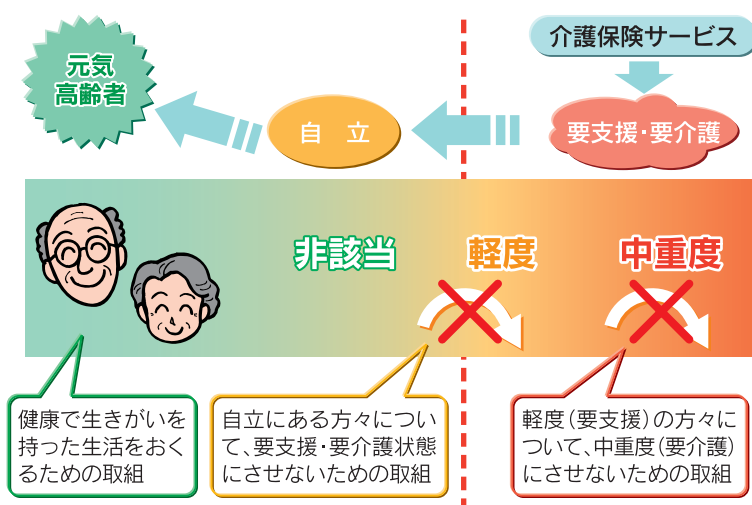 介護保険サービス
元気
高齢者
自 立
要支援・要介護
非該当
軽度
中重度
健康で生きがいを
持った生活をおく
るための取組
自立にある方々につい
て、要支援・要介護状態
にさせないための取組
軽度(要支援)の方々に
ついて、中重度(要介護)
にさせないための取組